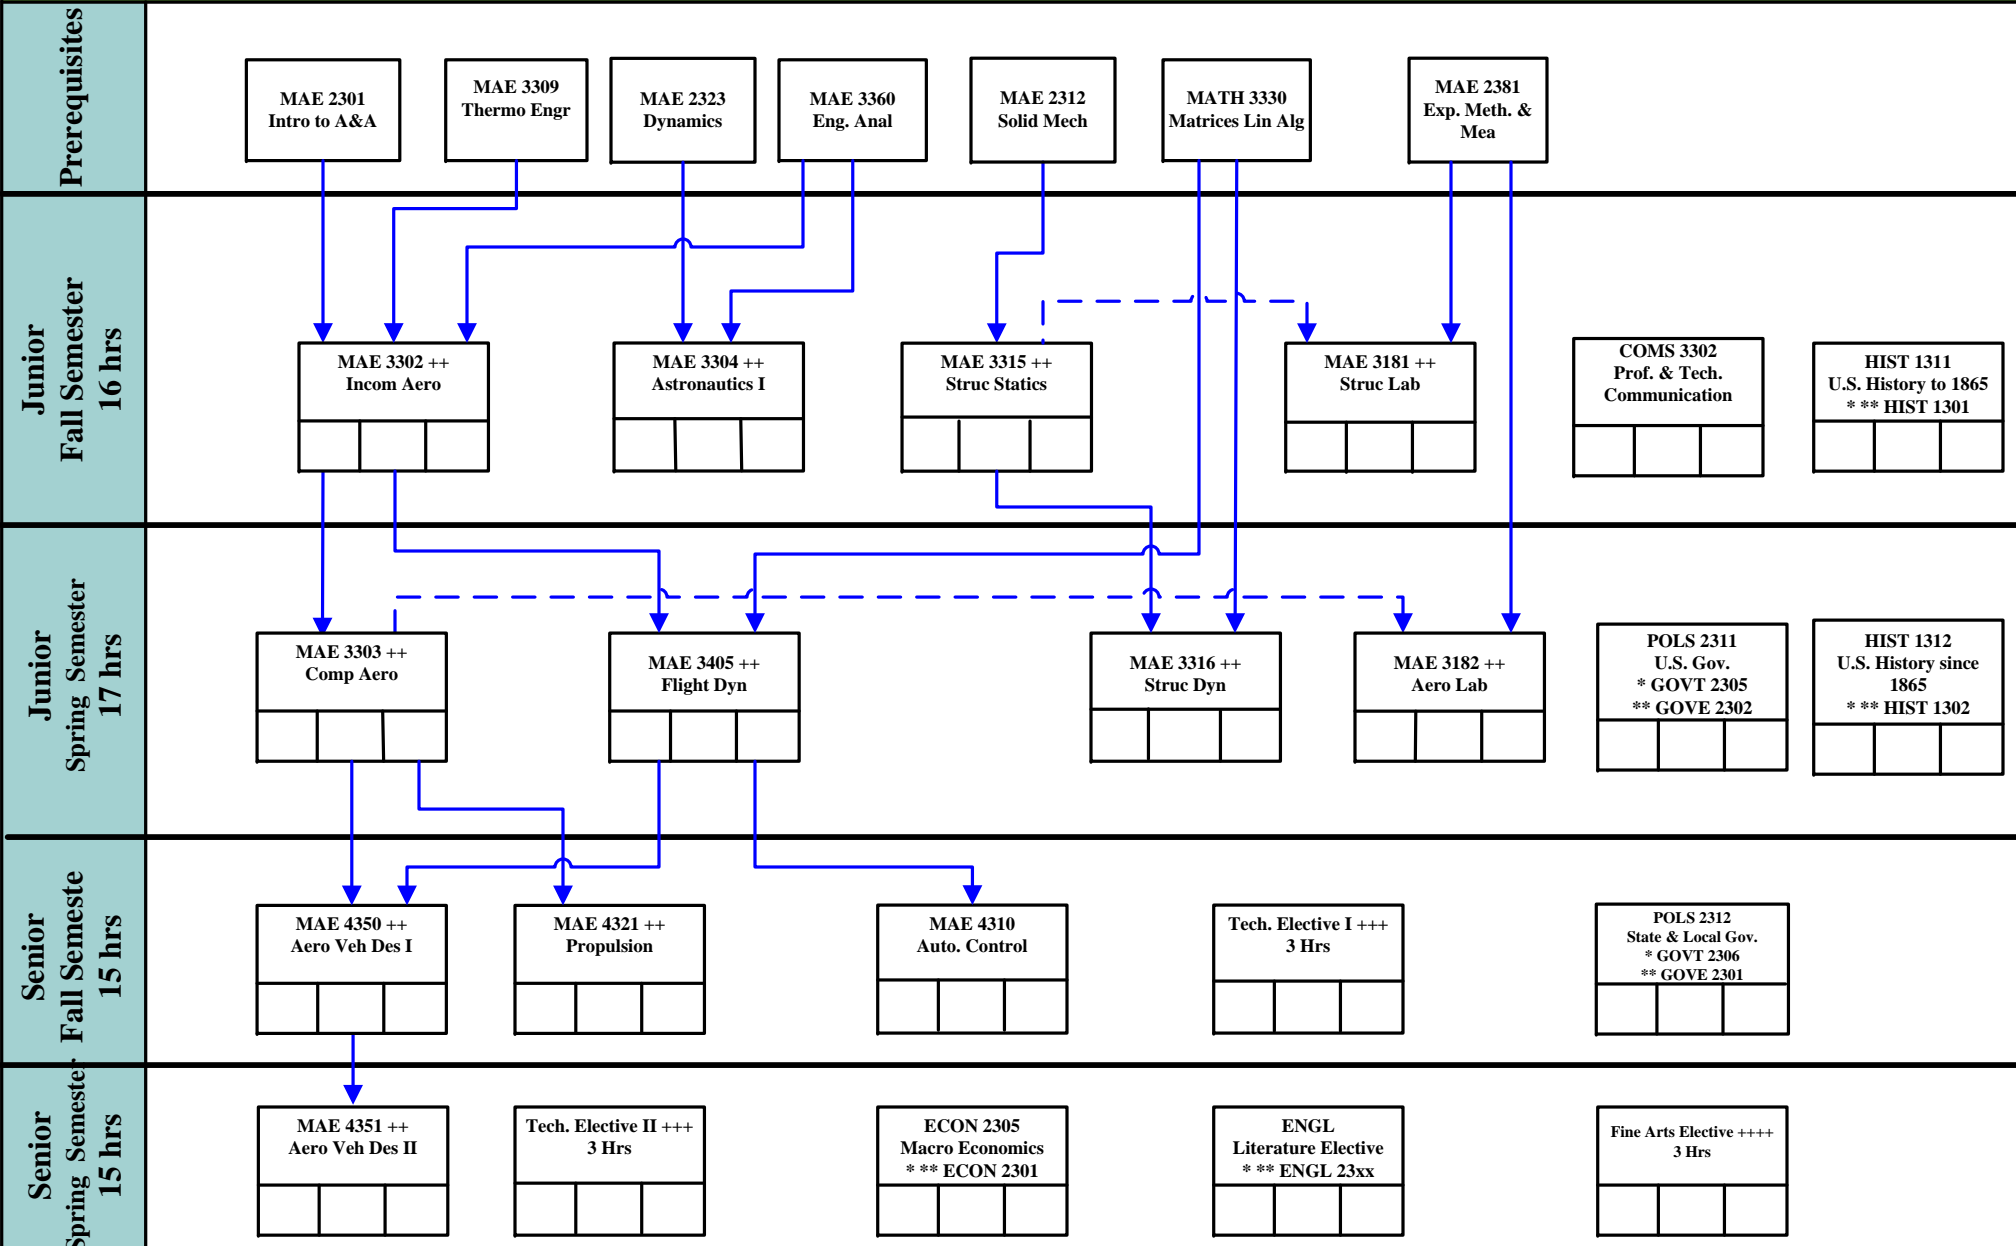 Prerequisites
MAE 2301
Intro to A&A
MAE 3309
Thermo Engr
MAE 2323
Dynamics
MAE 3360
Eng. Anal
MAE 2312
Solid Mech
MATH 3330
Matrices Lin Alg
MAE 2381
Exp. Meth. &
Mea
Junior
Fall Semester
16 hrs
MAE 3302 ++
Incom Aero
MAE 3304 ++
Astronautics I
MAE 3315 ++
Struc Statics
MAE 3181 ++
Struc Lab
COMS 3302
Prof. & Tech.
Communication
HIST 1311
U.S. History to 1865
* ** HIST 1301
Junior
Spring Semester
17 hrs
MAE 3303 ++
Comp Aero
MAE 3405 ++
Flight Dyn
MAE 3316 ++
Struc Dyn
MAE 3182 ++
Aero Lab
POLS 2311
U.S. Gov.
* GOVT 2305
** GOVE 2302
HIST 1312
U.S. History since
1865
* ** HIST 1302
Senior
Fall Semeste
15 hrs
MAE 4350 ++
Aero Veh Des I
MAE 4321 ++
Propulsion
MAE 4310
Auto. Control
Tech. Elective I +++
3 Hrs
POLS 2312
State & Local Gov.
* GOVT 2306
** GOVE 2301
Senior
Spring Semester
15 hrs
MAE 4351 ++
Aero Veh Des II
Tech. Elective II +++
3 Hrs
ECON 2305
Macro Economics
* ** ECON 2301
ENGL
Literature Elective
* ** ENGL 23xx
Fine Arts Elective ++++
3 Hrs